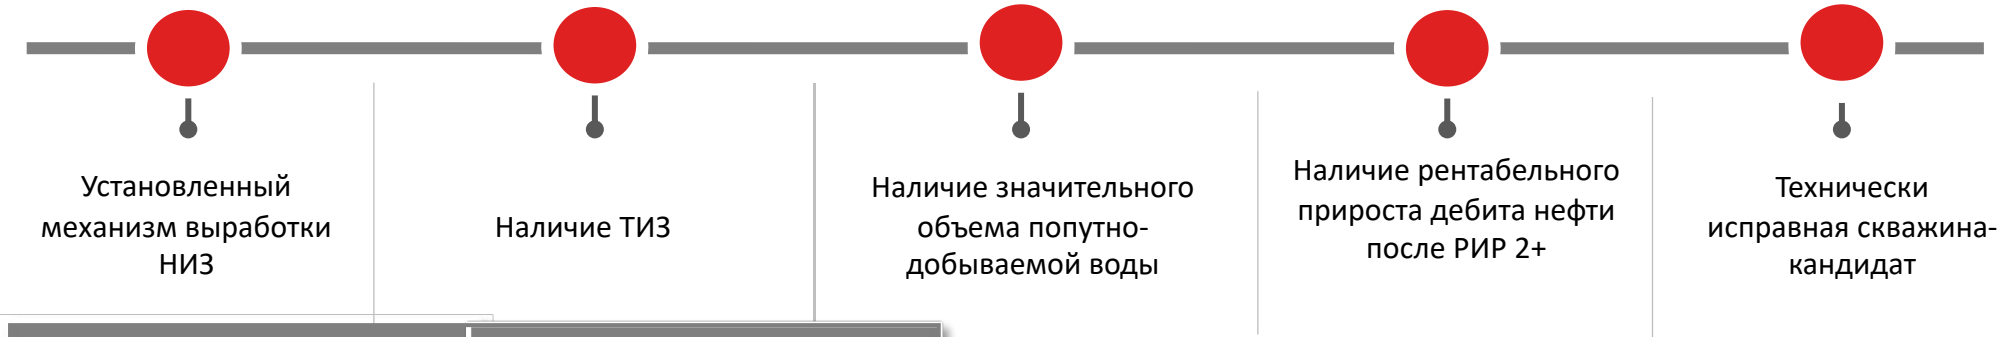 Установленный
механизм выработки
НИЗ
Наличие ТИЗ
Наличие значительного
объема попутно-
добываемой воды
Наличие рентабельного
прироста дебита нефти
после РИР 2+
Технически
исправная скважина-
кандидат